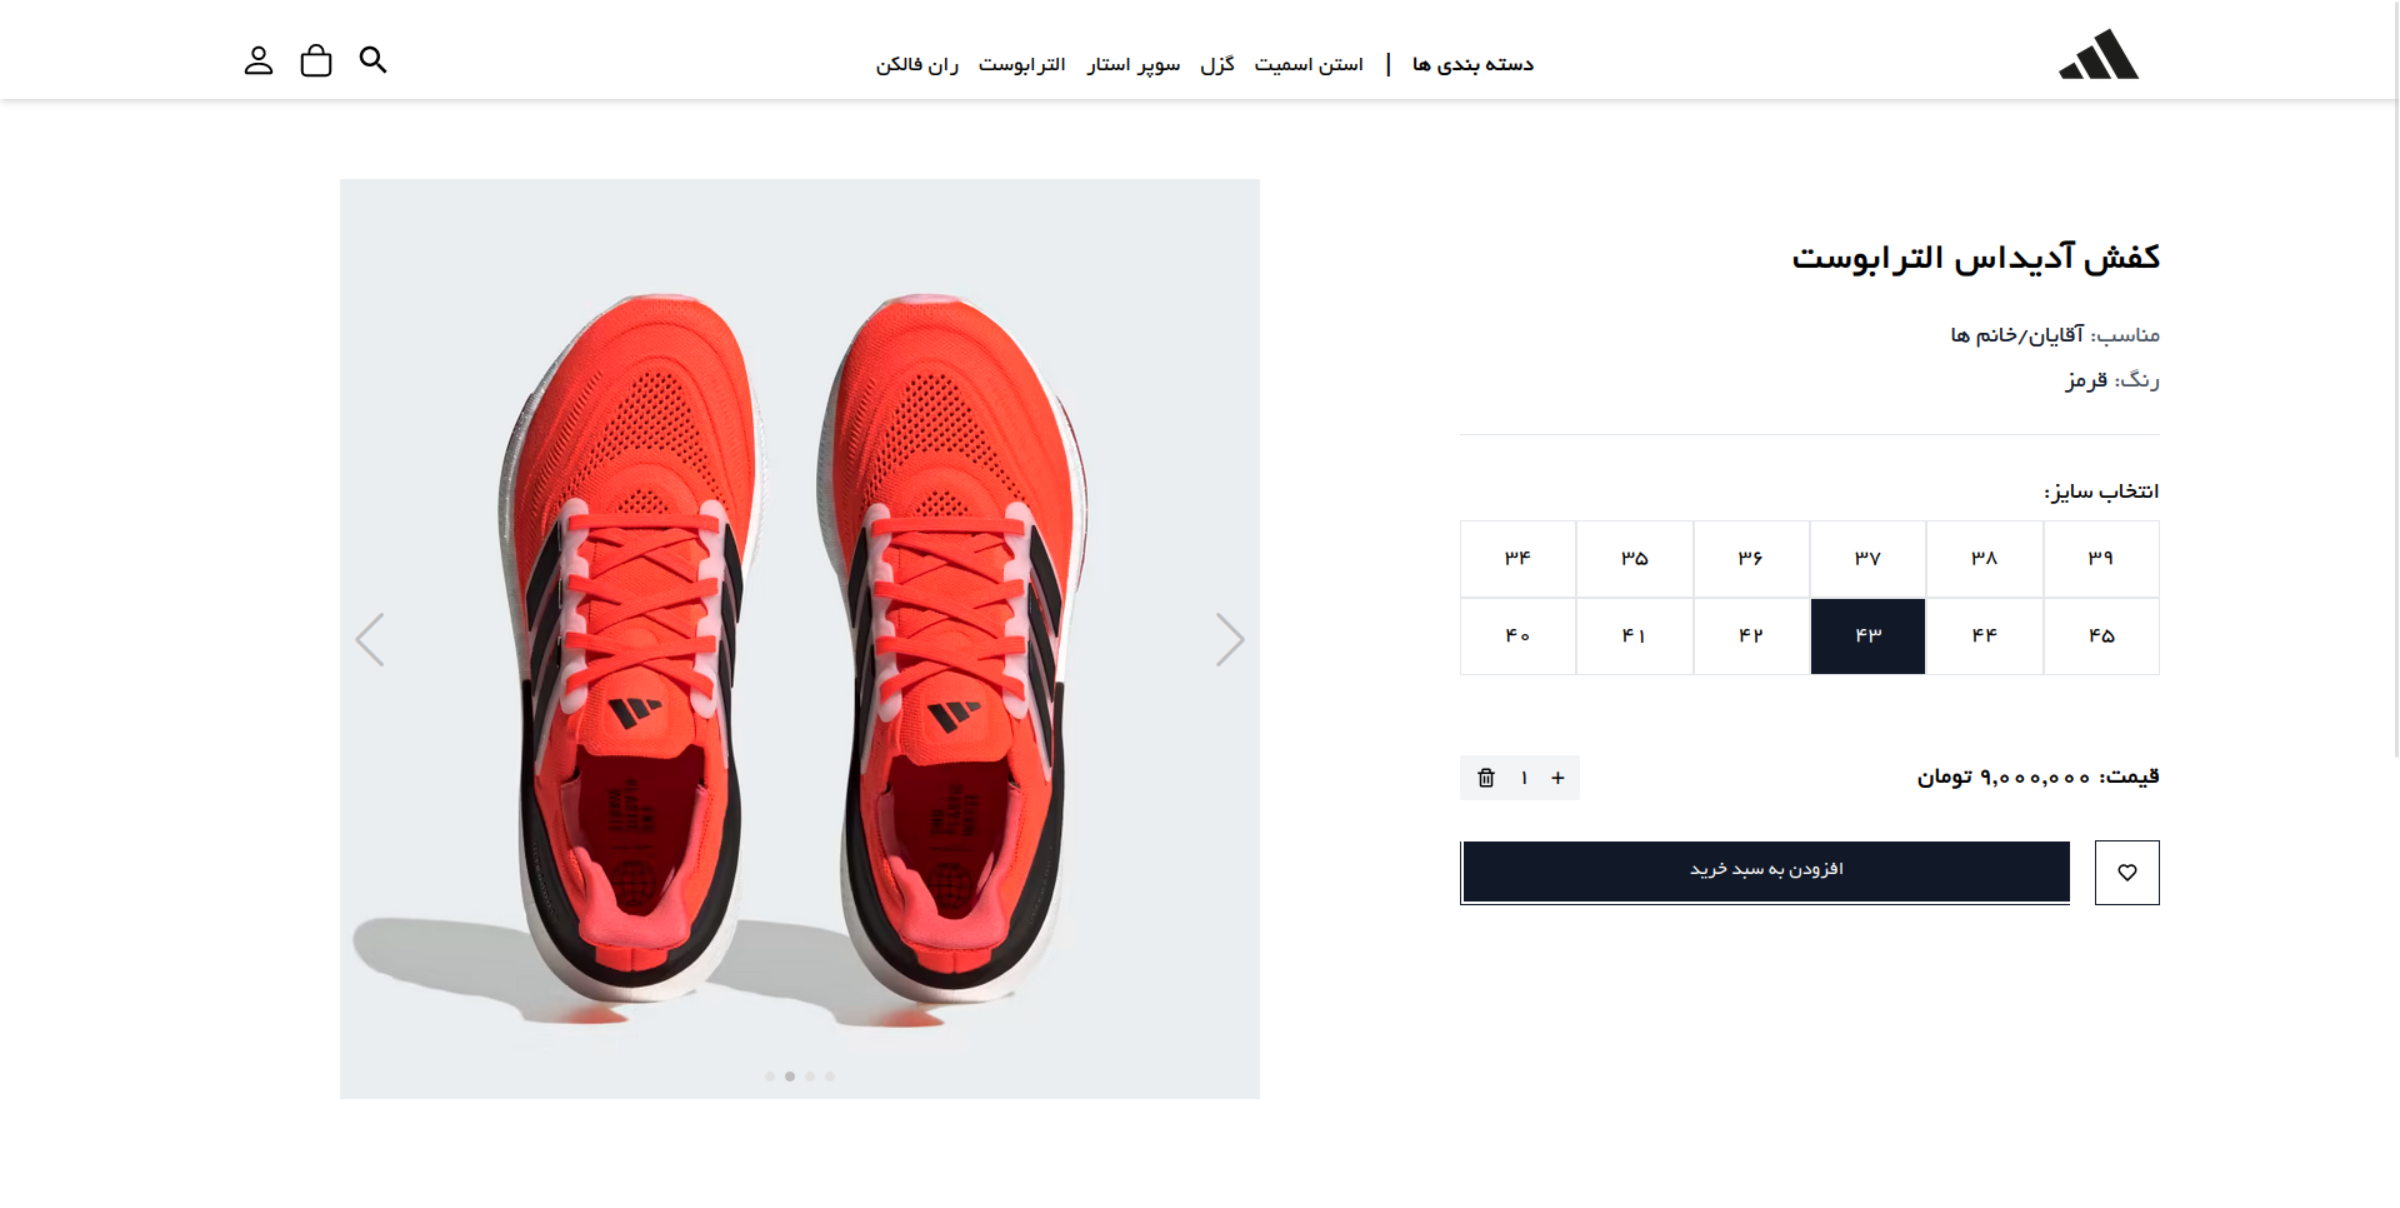 دسته بندی ها | استن اسمیت گزل سوپر استار الترابوست ران فالکن
کفش آدیداس الترابوست
مناسب: آقایان/خانم ها
رنگ: قرمز
انتخاب سایز:
۳۴ ۳۵ ۳۶ ۳۷ ۳۸ ۳۹
۴۰ ۴۱ ۴۲ ۴۳ ۴۴ ۴۵
قیمت: ۹,۰۰۰,۰۰۰ تومان
+ ۱
افزودن به سبد خرید